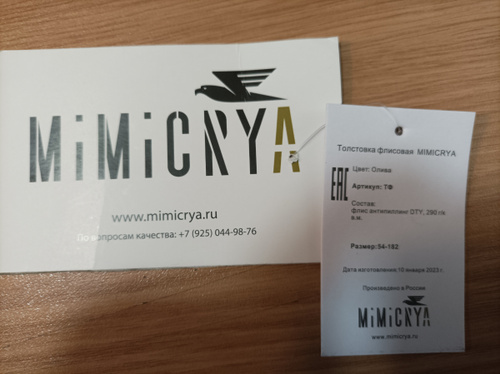 MiMiCRYA
www.mimicrya.ru
По вопросам качества: +7 (925) 044-98-76
Толстовка флисовая MIMICRYA
EAC
Цвет: Олива
Артикул: ТФ
Состав:
флис антипиллинг OTY, 290 г/к
в.м.
Размер:54-182
Дата изготовления:10 января 2023 г.
Произведено в России
MiMiCRYA
www.mimicrya.ru